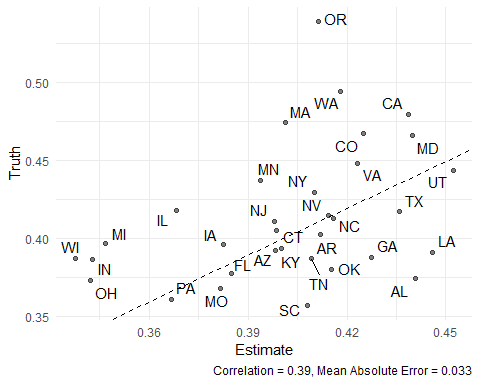 OR
0.50
WA
CA
MA
CO
MD
0.45
VA
UT
MN
NY
TX
IL
NJ
NV
NC
WI
MI
IA
CT
LA
0.40
AZ
KY
AR
GA
IN
FL
OK
OH
PA
MO
TN
AL
SC
0.35
Truth
0.36
0.39
0.42
0.45
Estimate
Correlation = 0.39, Mean Absolute Error = 0.033